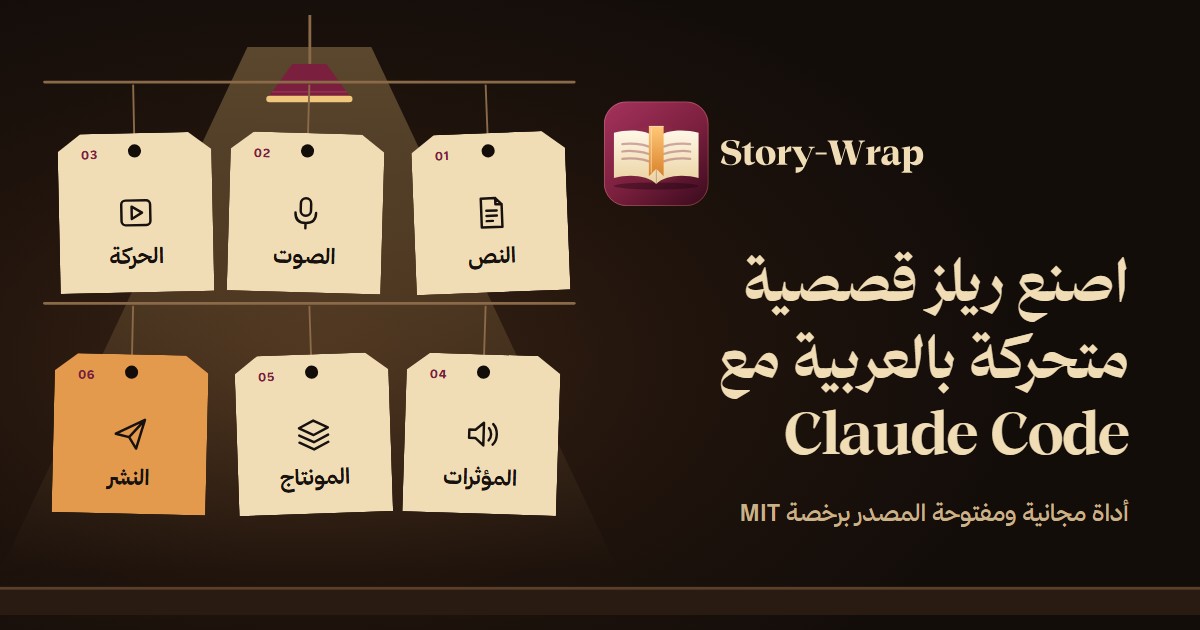 Story-Wrap
اصنع ريلز قصصية
متحركة بالعربية مع
Claude Code
أداة مجانية ومفتوحة المصدر برخصة MIT
01
النص
02
الصوت
03
الحركة
04
المؤثرات
05
المونتاج
06
النشر